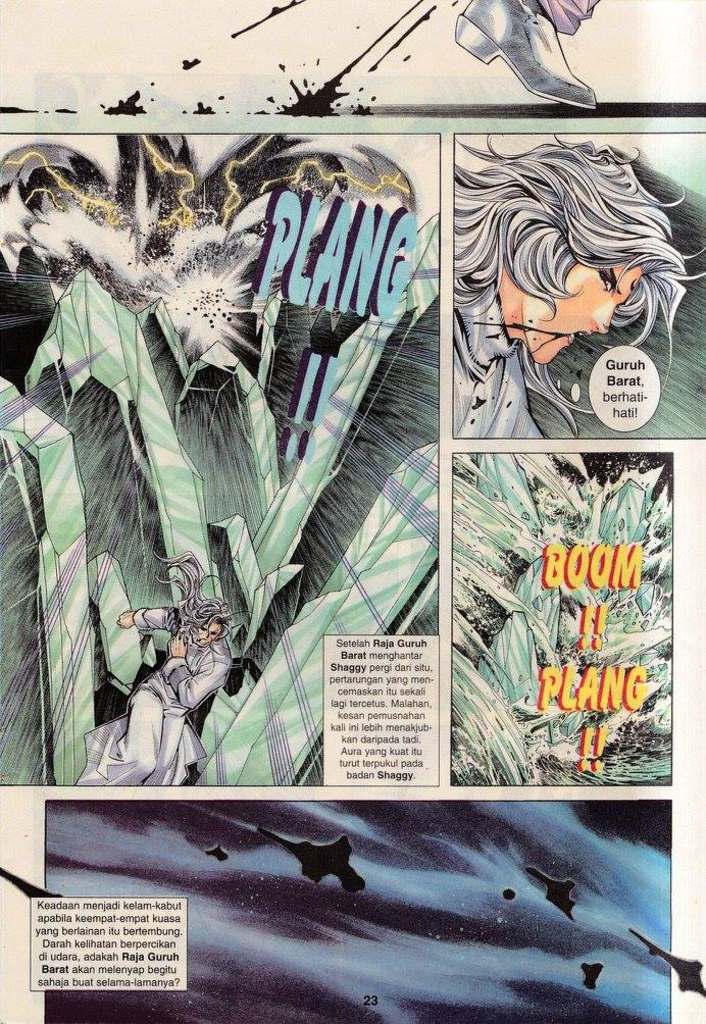 PLANG
!!
Guruh
Barat,
berhati-
hati!
BOOM
!!
PLANG
!!
Setelah Raja Guruh
Barat menghantar
Shaggy pergi dari situ,
pertarungan yang men-
cemaskan itu sekali
lagi tercetus. Malahan,
kesan pemusnahan
kali ini lebih menakjub-
kan daripada tadi.
Aura yang kuat itu
turut terpukul pada
badan Shaggy.
Keadaan menjadi kelam-kabut
apabila keempat-empat kuasa
yang berlainan itu bertembung.
Darah kelihatan berpercikan
di udara, adakah Raja Guruh
Barat akan melenyap begitu
sahaja buat selama-lamanya?
23